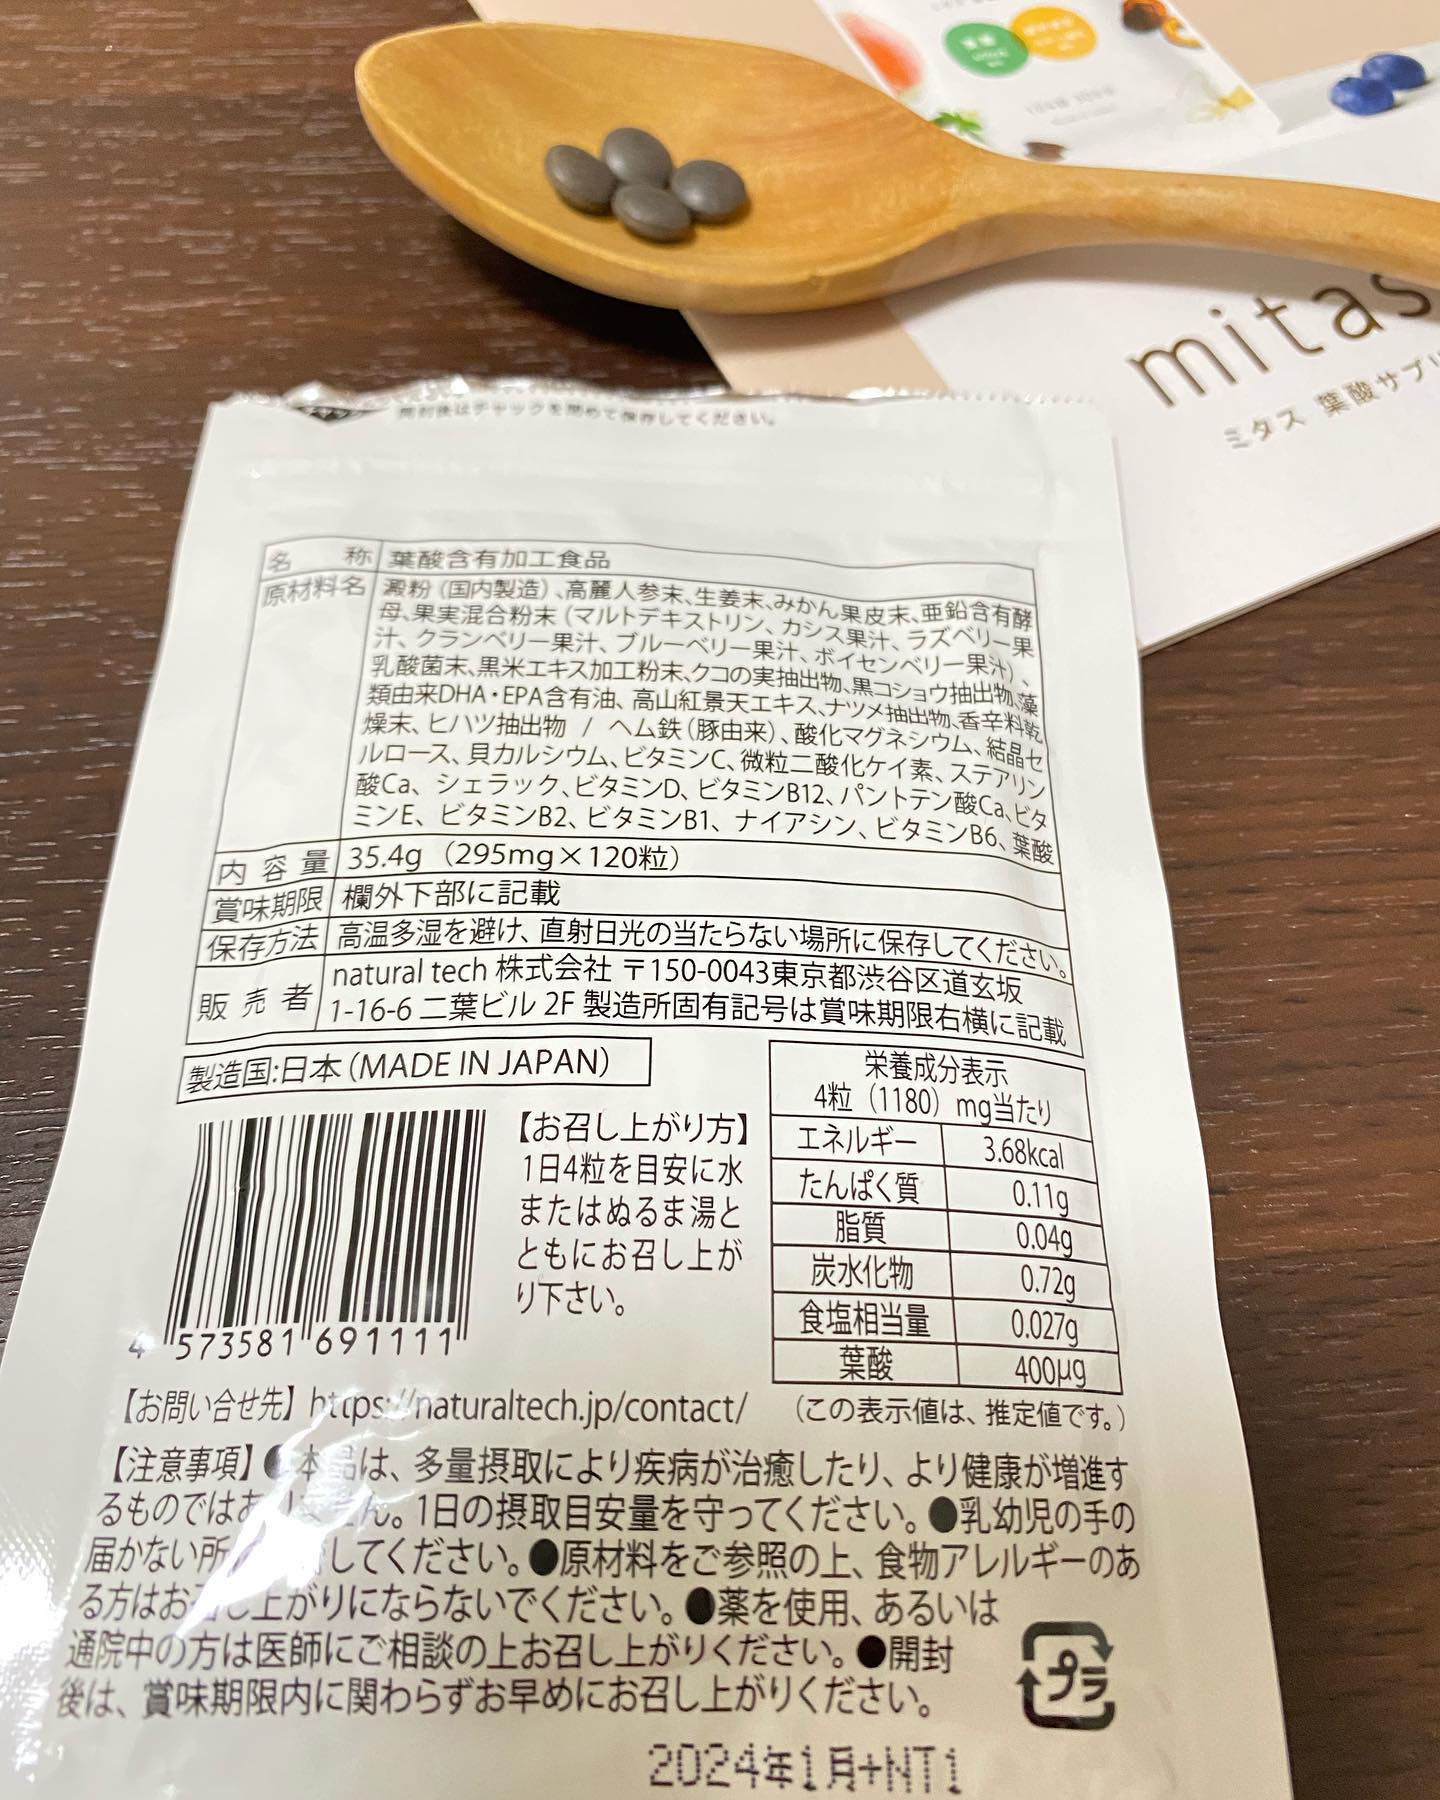 mitas
ミタス 葉酸サプリ
開封後はチャックを閉めて保存してください。
名 称 葉酸含有加工食品
原材料名 澱粉（国内製造）、高麗人参末、生姜末、みかん果皮末、亜鉛含有酵
母、果実混合粉末（マルトデキストリン、カシス果汁、ラズベリー果
汁、クランベリー果汁、ブルーベリー果汁、ボイセンベリー果汁）、
乳酸菌末、黒米エキス加工粉末、クコの実抽出物、黒コショウ抽出物、藻
類由来DHA・EPA含有油、高山紅景天エキス、ナツメ抽出物、香辛料乾
燥末、ヒハツ抽出物 / ヘム鉄（豚由来）、酸化マグネシウム、結晶セ
ルロース、貝カルシウム、ビタミンC、微粒二酸化ケイ素、ステアリン
酸Ca、シェラック、ビタミンD、ビタミンB12、パントテン酸Ca、ビタ
ミンE、ビタミンB2、ビタミンB1、ナイアシン、ビタミンB6、葉酸
内容量 35.4g（295mg×120粒）
賞味期限 欄外下部に記載
保存方法 高温多湿を避け、直射日光の当たらない場所に保存してください。
販売者 natural tech 株式会社 〒150-0043東京都渋谷区道玄坂
1-16-6 二葉ビル 2F 製造所固有記号は賞味期限右横に記載
製造国:日本（MADE IN JAPAN）
【お召し上がり方】
1日4粒を目安に水
またはぬるま湯と
ともにお召し上が
り下さい。
栄養成分表示
4粒（1180）mg当たり
エネルギー 3.68kcal
たんぱく質 0.11g
脂質 0.04g
炭水化物 0.72g
食塩相当量 0.027g
葉酸 400μg
（この表示値は、推定値です。）
4 573581 691111
【お問い合せ先】https://naturaltech.jp/contact/
【注意事項】●本品は、多量摂取により疾病が治癒したり、より健康が増進す
るものではありません。1日の摂取目安量を守ってください。●乳幼児の手の
届かない所 してください。●原材料をご参照の上、食物アレルギーのあ
る方はお召し上がりにならないでください。●薬を使用、あるいは
通院中の方は医師にご相談の上お召し上がりください。●開封
後は、賞味期限内に関わらずお早めにお召し上がりください。
プラ
2024年1月+NT1